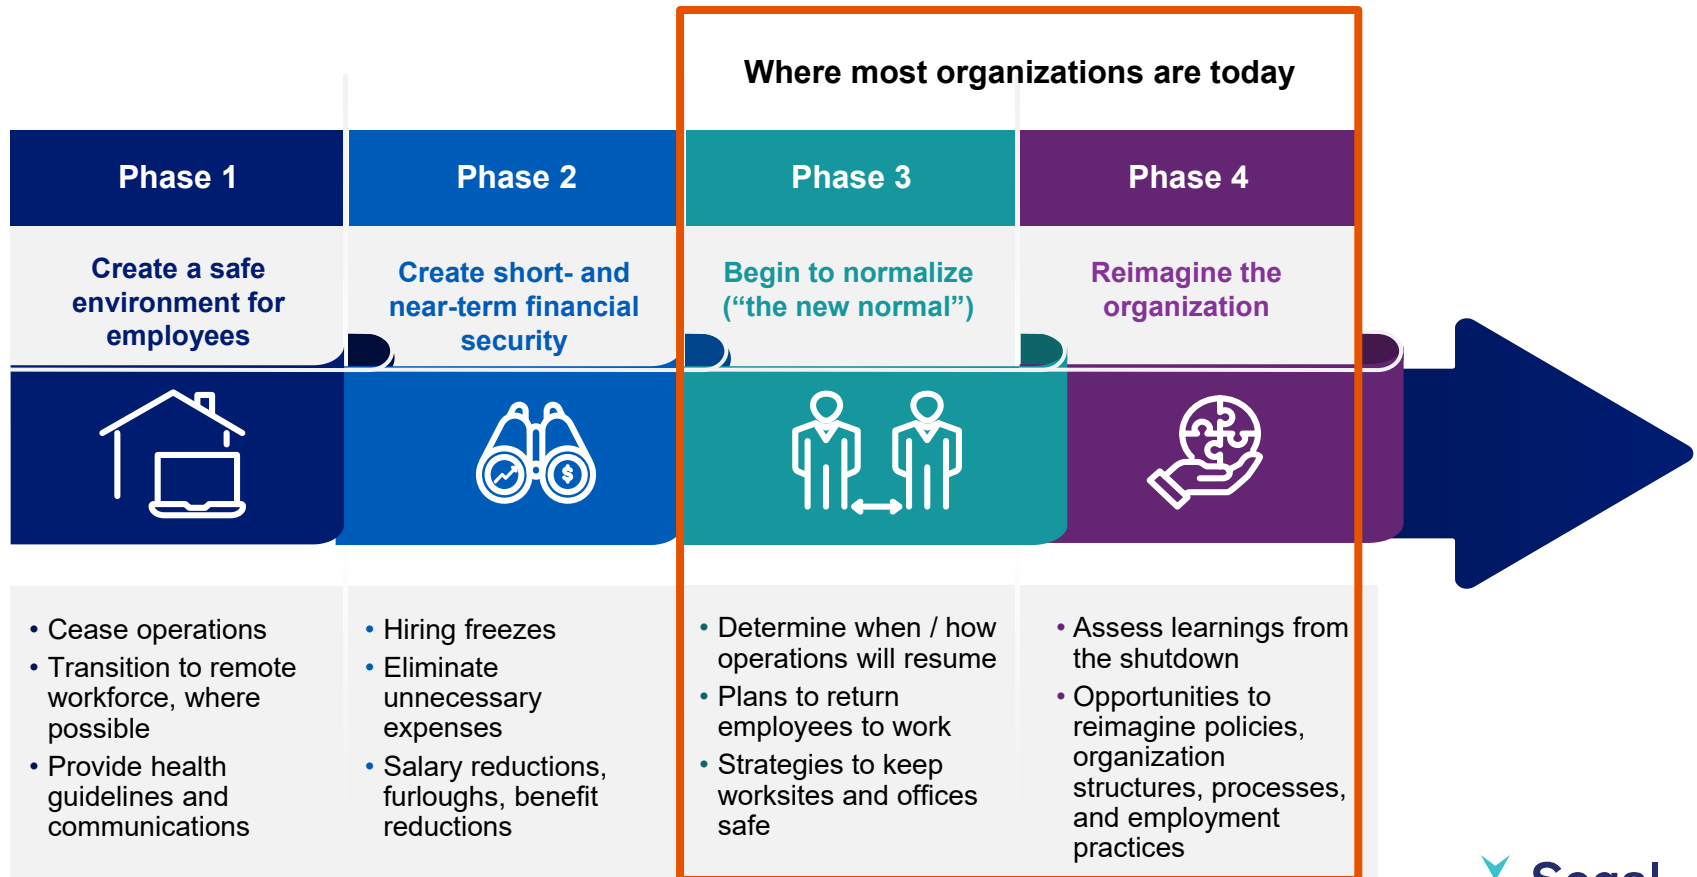 Where most organizations are today
Phase 1
Create a safe
environment for
employees
• Cease operations
• Transition to remote
workforce, where
possible
• Provide health
guidelines and
communications
Phase 2
Create short- and
near-term financial
security
$
• Hiring freezes
• Eliminate
unnecessary
expenses
• Salary reductions,
furloughs, benefit
reductions
Phase 3
Begin to normalize
(“the new normal”)
• Determine when / how
operations will resume
• Plans to return
employees to work
• Strategies to keep
worksites and offices
safe
Phase 4
Reimagine the
organization
• Assess learnings from
the shutdown
• Opportunities to
reimagine policies,
organization
structures, processes,
and employment
practices
Segal